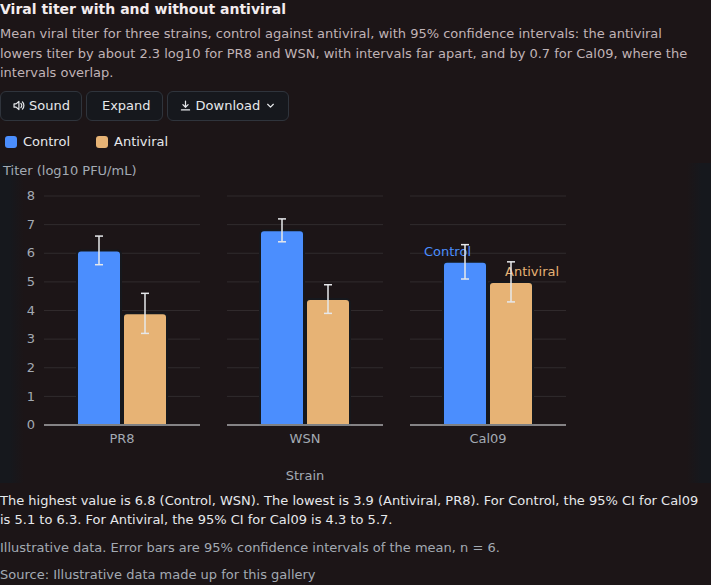 Viral titer with and without antiviral
Mean viral titer for three strains, control against antiviral, with 95% confidence intervals: the antiviral
lowers titer by about 2.3 log10 for PR8 and WSN, with intervals far apart, and by 0.7 for Cal09, where the
intervals overlap.
Sound Expand Download
Control Antiviral
Titer (log10 PFU/mL)
8
7
6
5
4
3
2
1
0
Control
Antiviral
PR8 WSN Cal09
Strain
The highest value is 6.8 (Control, WSN). The lowest is 3.9 (Antiviral, PR8). For Control, the 95% CI for Cal09
is 5.1 to 6.3. For Antiviral, the 95% CI for Cal09 is 4.3 to 5.7.
Illustrative data. Error bars are 95% confidence intervals of the mean, n = 6.
Source: Illustrative data made up for this gallery